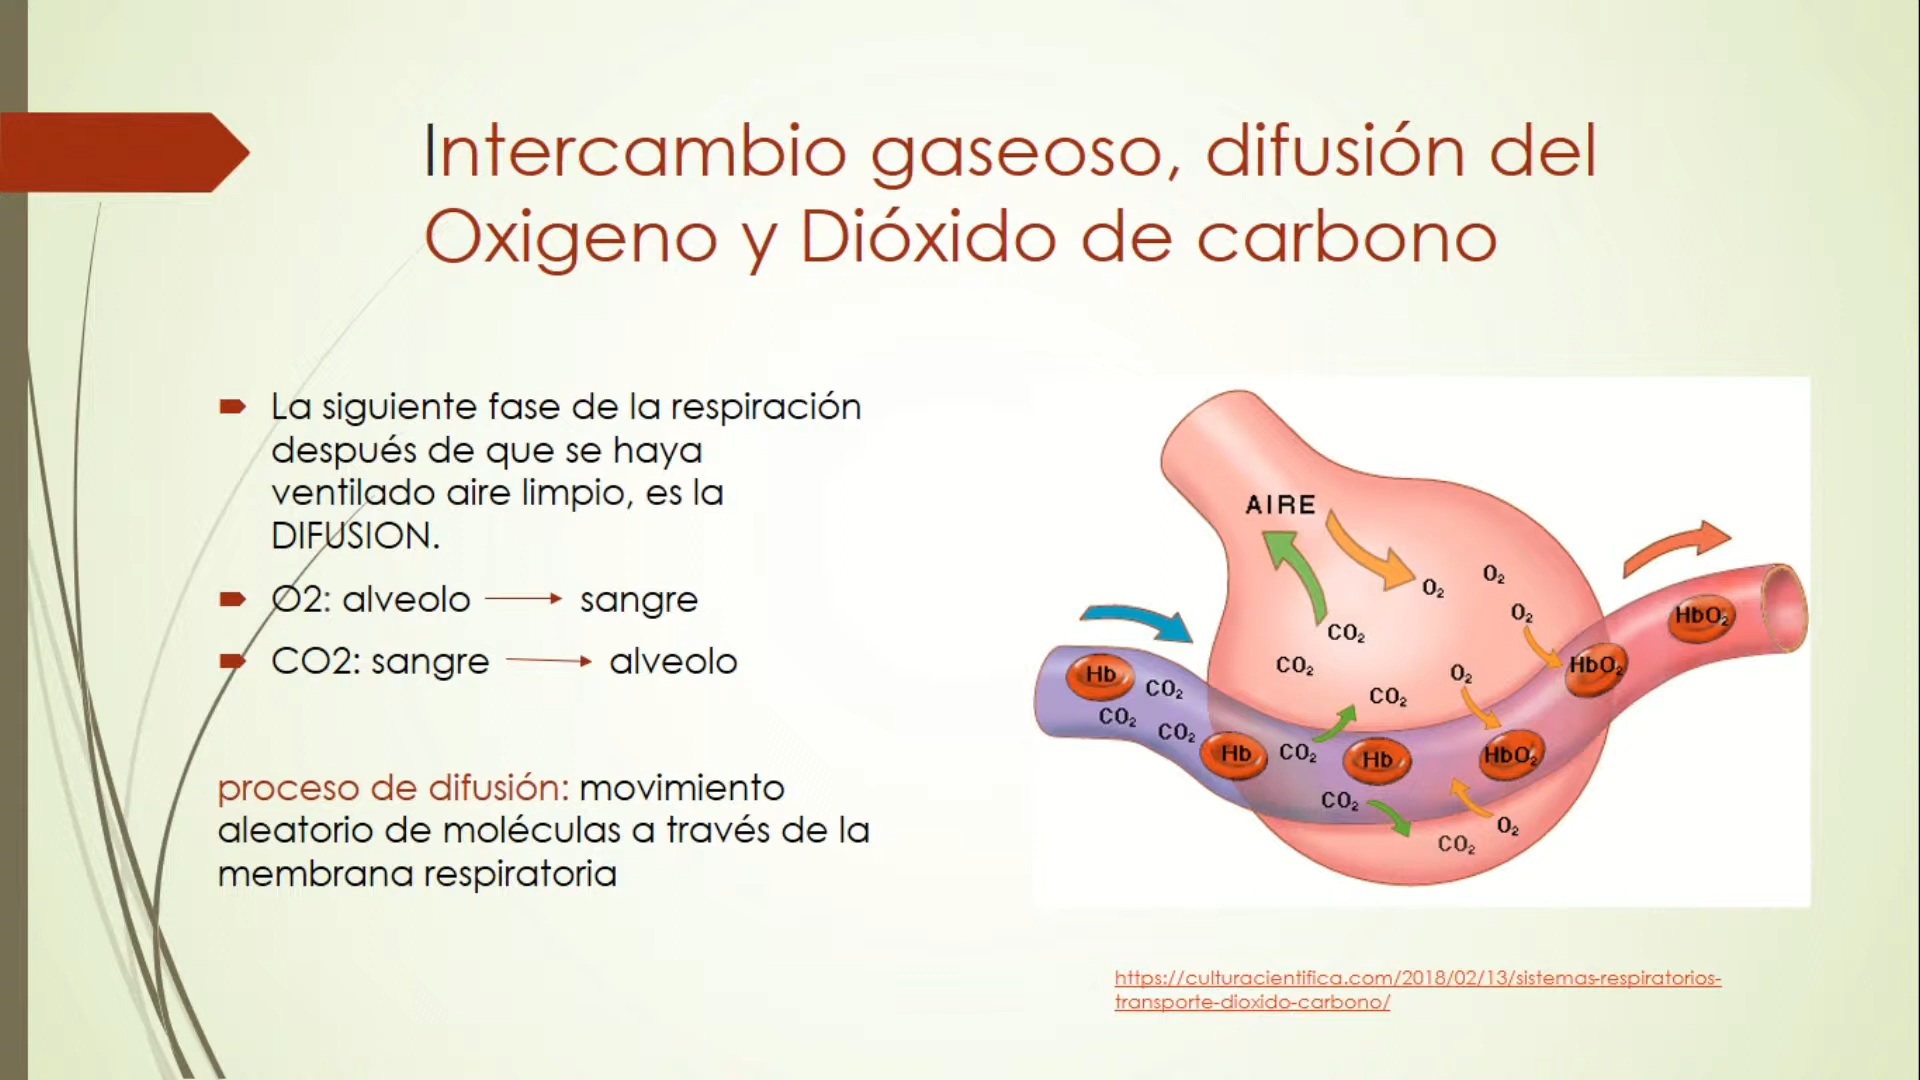 Intercambio gaseoso, difusión del
Oxigeno y Dióxido de carbono
La siguiente fase de la respiración
después de que se haya
ventilado aire limpio, es la
DIFUSION.
O2: alveolo → sangre
CO2: sangre → alveolo
proceso de difusión: movimiento
aleatorio de moléculas a través de la
membrana respiratoria
AIRE
O₂
O₂
O₂
CO₂
CO₂
O₂
CO₂
HbO₂
HbO₂
Hb
CO₂
CO₂
CO₂
Hb
CO₂
Hb
HbO₂
CO₂
O₂
CO₂
https://culturacientifica.com/2018/02/13/sistemas-respiratorios-
transporte-dioxido-carbono/